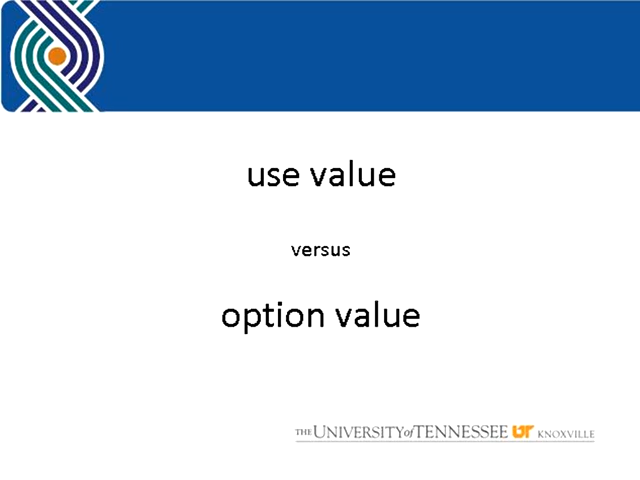 use value
versus
option value
THE UNIVERSITY of TENNESSEE UT KNOXVILLE